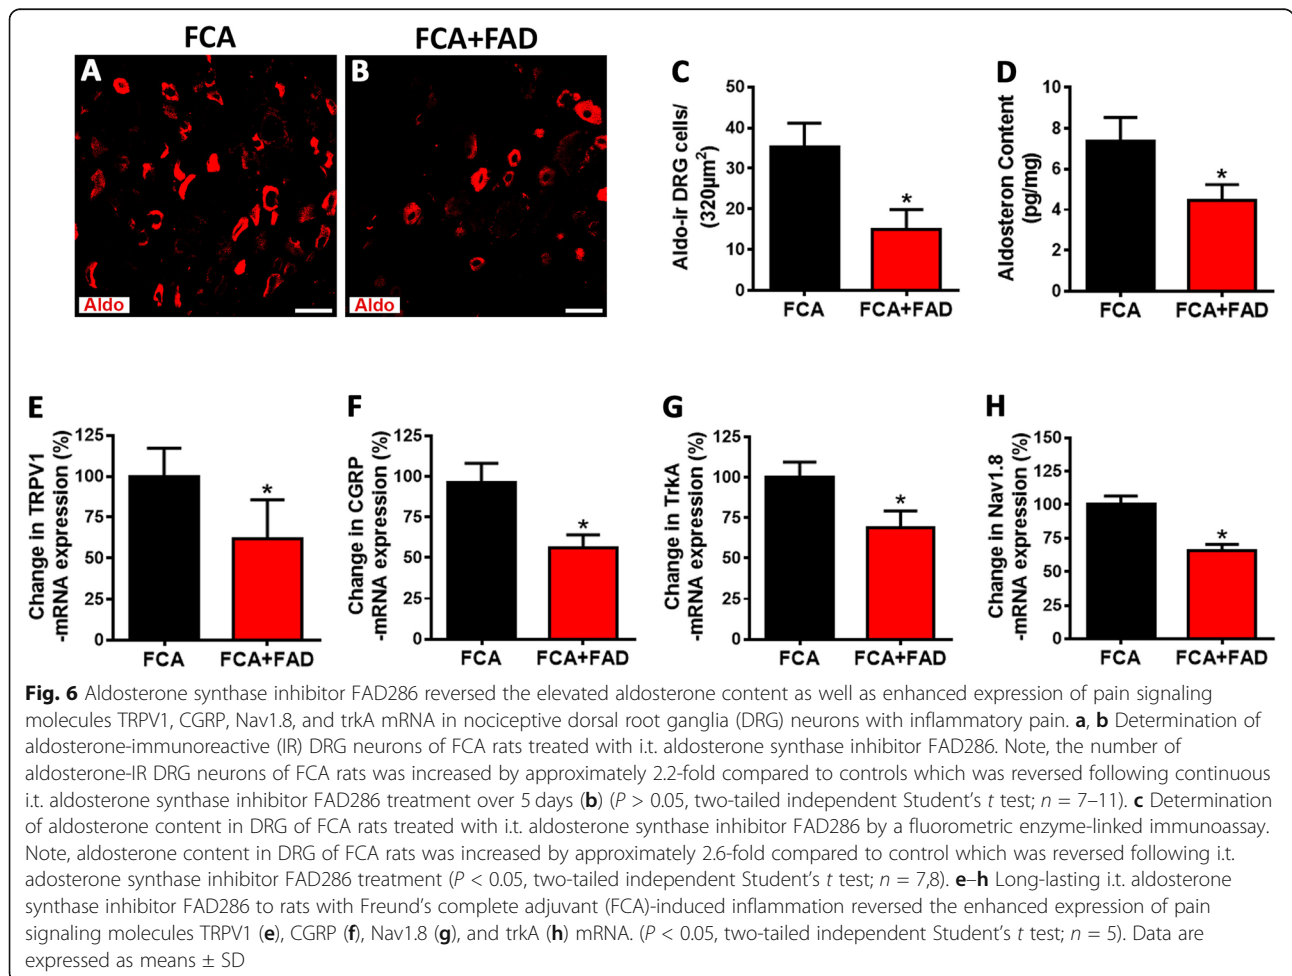 FCA
FCA+FAD
A
Aldo
B
Aldo
C
Aldo-ir DRG cells/
(320µm²)
50
40
30
20
10
0
*
FCA
FCA+FAD
D
Aldosteron Content
(pg/mg)
10
8
6
4
2
0
*
FCA
FCA+FAD
E
Change in TRPV1
-mRNA expression (%)
125
100
75
50
25
0
*
FCA
FCA+FAD
F
Change in CGRP
-mRNA expression (%)
125
100
75
50
25
0
*
FCA
FCA+FAD
G
Change in TrkA
-mRNA expression (%)
125
100
75
50
25
0
*
FCA
FCA+FAD
H
Change in Nav1.8
-mRNA expression (%)
150
125
100
75
50
25
0
*
FCA
FCA+FAD
Fig. 6 Aldosterone synthase inhibitor FAD286 reversed the elevated aldosterone content as well as enhanced expression of pain signaling
molecules TRPV1, CGRP, Nav1.8, and trkA mRNA in nociceptive dorsal root ganglia (DRG) neurons with inflammatory pain. a, b Determination of
aldosterone-immunoreactive (IR) DRG neurons of FCA rats treated with i.t. aldosterone synthase inhibitor FAD286. Note, the number of
aldosterone-IR DRG neurons of FCA rats was increased by approximately 2.2-fold compared to controls which was reversed following continuous
i.t. aldosterone synthase inhibitor FAD286 treatment over 5 days (b) (P > 0.05, two-tailed independent Student's t test; n = 7–11). c Determination
of aldosterone content in DRG of FCA rats treated with i.t. aldosterone synthase inhibitor FAD286 by a fluorometric enzyme-linked immunoassay.
Note, aldosterone content in DRG of FCA rats was increased by approximately 2.6-fold compared to control which was reversed following i.t.
adosterone synthase inhibitor FAD286 treatment (P < 0.05, two-tailed independent Student's t test; n = 7,8). e–h Long-lasting i.t. aldosterone
synthase inhibitor FAD286 to rats with Freund's complete adjuvant (FCA)-induced inflammation reversed the enhanced expression of pain
signaling molecules TRPV1 (e), CGRP (f), Nav1.8 (g), and trkA (h) mRNA. (P < 0.05, two-tailed independent Student's t test; n = 5). Data are
expressed as means ± SD